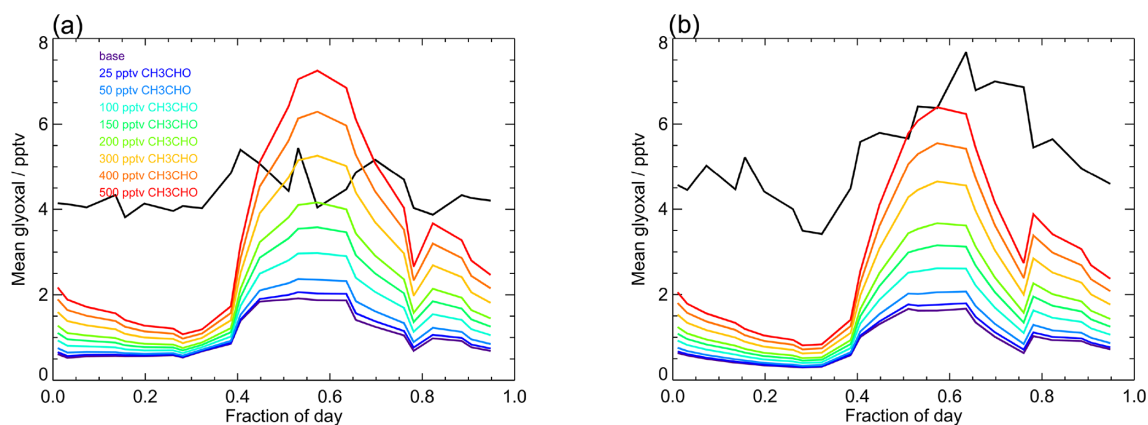 (a)
8
6
4
2
0
Mean glyoxal / pptv
base
25 pptv CH3CHO
50 pptv CH3CHO
100 pptv CH3CHO
150 pptv CH3CHO
200 pptv CH3CHO
300 pptv CH3CHO
400 pptv CH3CHO
500 pptv CH3CHO
0.0 0.2 0.4 0.6 0.8 1.0
Fraction of day
(b)
8
6
4
2
0
Mean glyoxal / pptv
0.0 0.2 0.4 0.6 0.8 1.0
Fraction of day